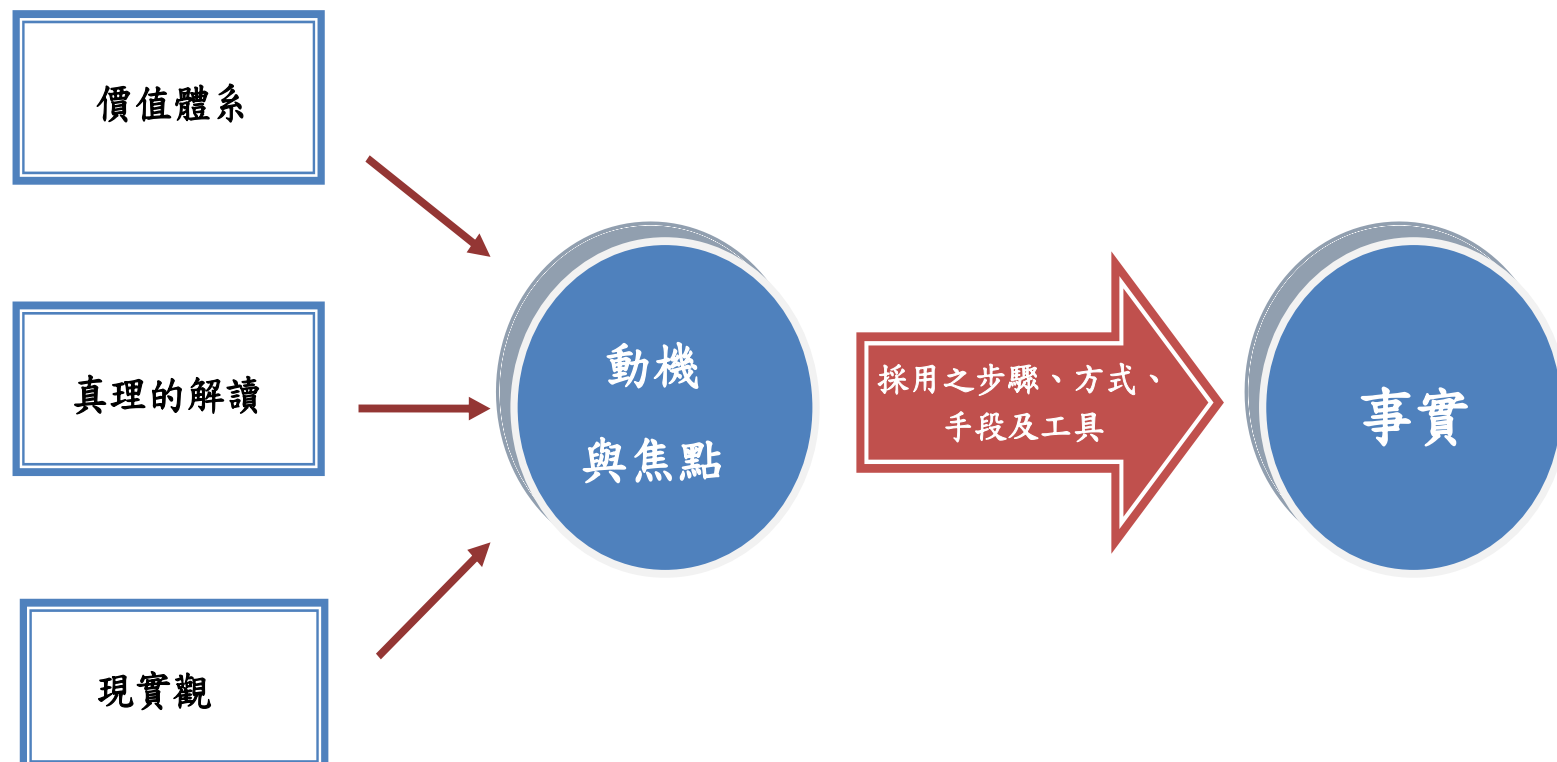 價值體系
真理的解讀
現實觀
動機
與焦點
採用之步驟、方式、
手段及工具
事實